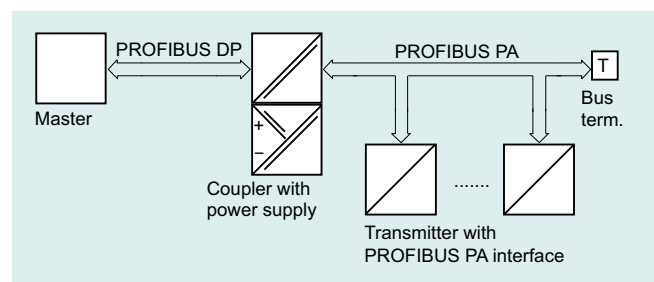 PROFIBUS DP
PROFIBUS PA
T
Master
Bus
term.
+
–
Coupler with
power supply
.......
Transmitter with
PROFIBUS PA interface